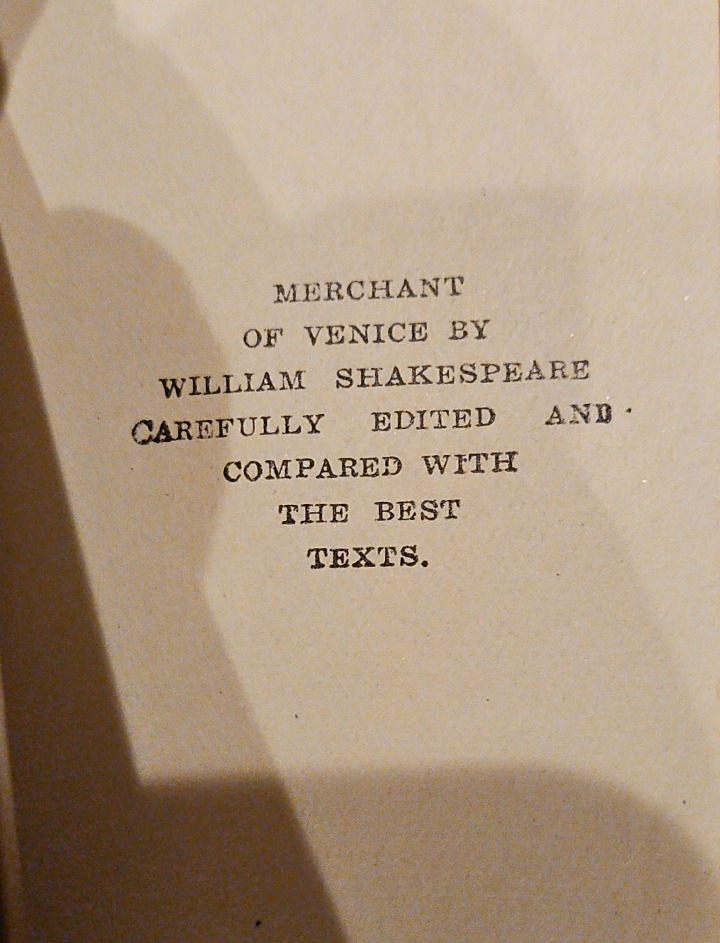 MERCHANT
OF VENICE BY
WILLIAM SHAKESPEARE
CAREFULLY EDITED AND
COMPARED WITH
THE BEST
TEXTS.